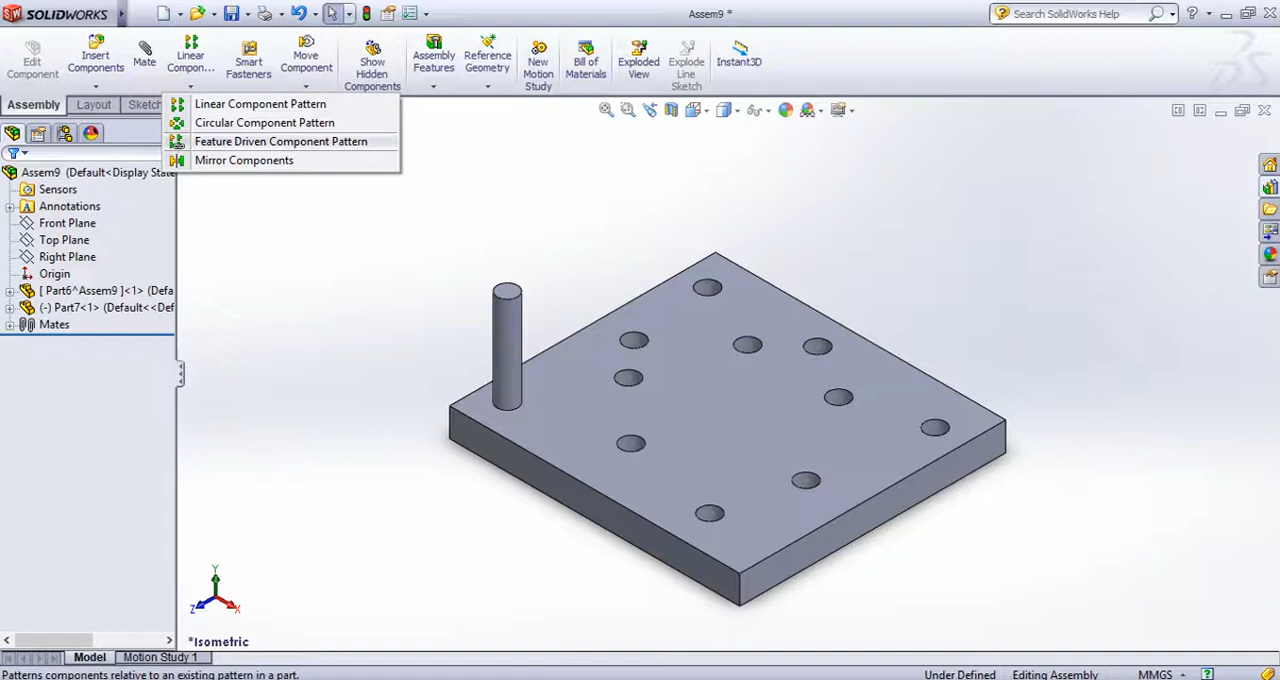 SW SOLIDWORKS
Assem9 *
Search SolidWorks Help
Edit Component
Insert Components
Mate
Linear Compon...
Smart Fasteners
Move Component
Show Hidden Components
Assembly Features
Reference Geometry
New Motion Study
Bill of Materials
Exploded View
Explode Line Sketch
Instant3D
Assembly
Layout
Sketch
Linear Component Pattern
Circular Component Pattern
Feature Driven Component Pattern
Mirror Components
Assem9 (Default<Display State
Sensors
Annotations
Front Plane
Top Plane
Right Plane
Origin
[ Part6^Assem9 ]<1> (Defa
(-) Part7<1> (Default<<Def
Mates
Y
Z
X
*Isometric
Model
Motion Study 1
Patterns components relative to an existing pattern in a part.
Under Defined
Editing Assembly
MMGS